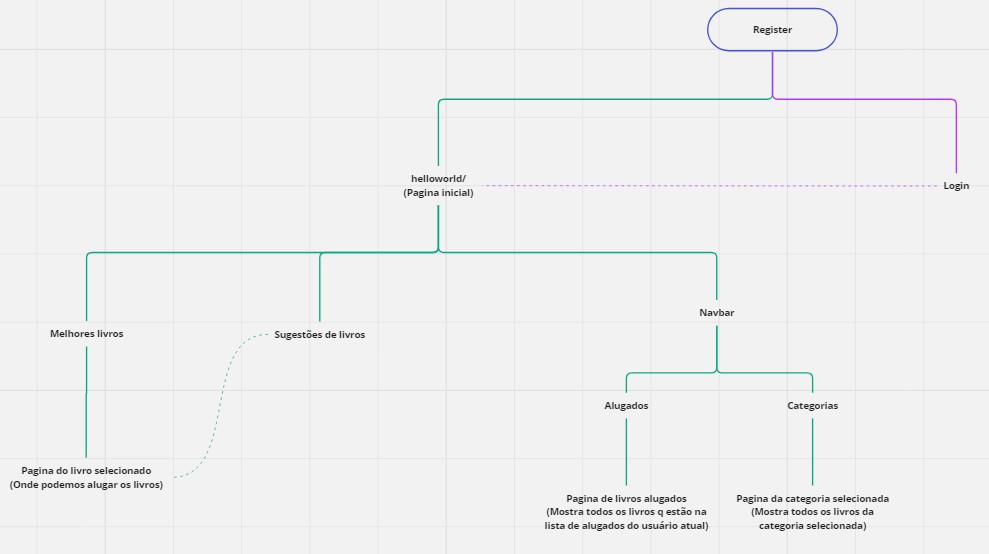 Register
helloworld/
(Pagina inicial)
Login
Melhores livros
Sugestões de livros
Navbar
Alugados
Categorias
Pagina do livro selecionado
(Onde podemos alugar os livros)
Pagina de livros alugados
(Mostra todos os livros q estão na
lista de alugados do usuário atual)
Pagina da categoria selecionada
(Mostra todos os livros da
categoria selecionada)